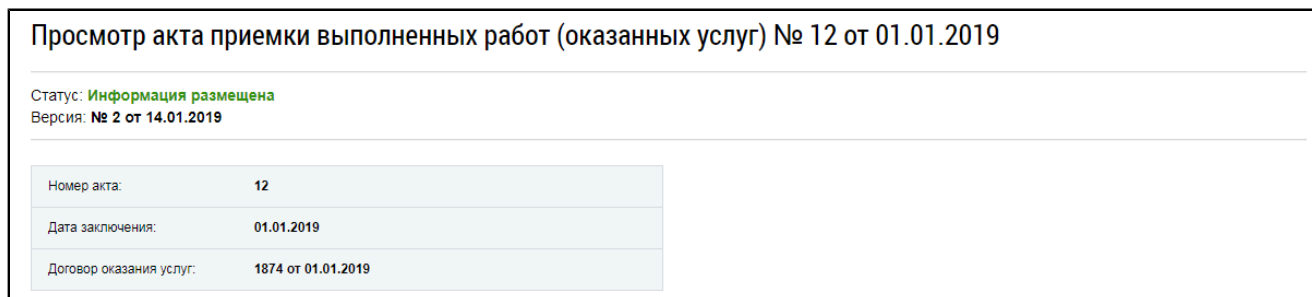 Просмотр акта приемки выполненных работ (оказанных услуг) № 12 от 01.01.2019
Статус: Информация размещена
Версия: № 2 от 14.01.2019
Номер акта: 12
Дата заключения: 01.01.2019
Договор оказания услуг: 1874 от 01.01.2019